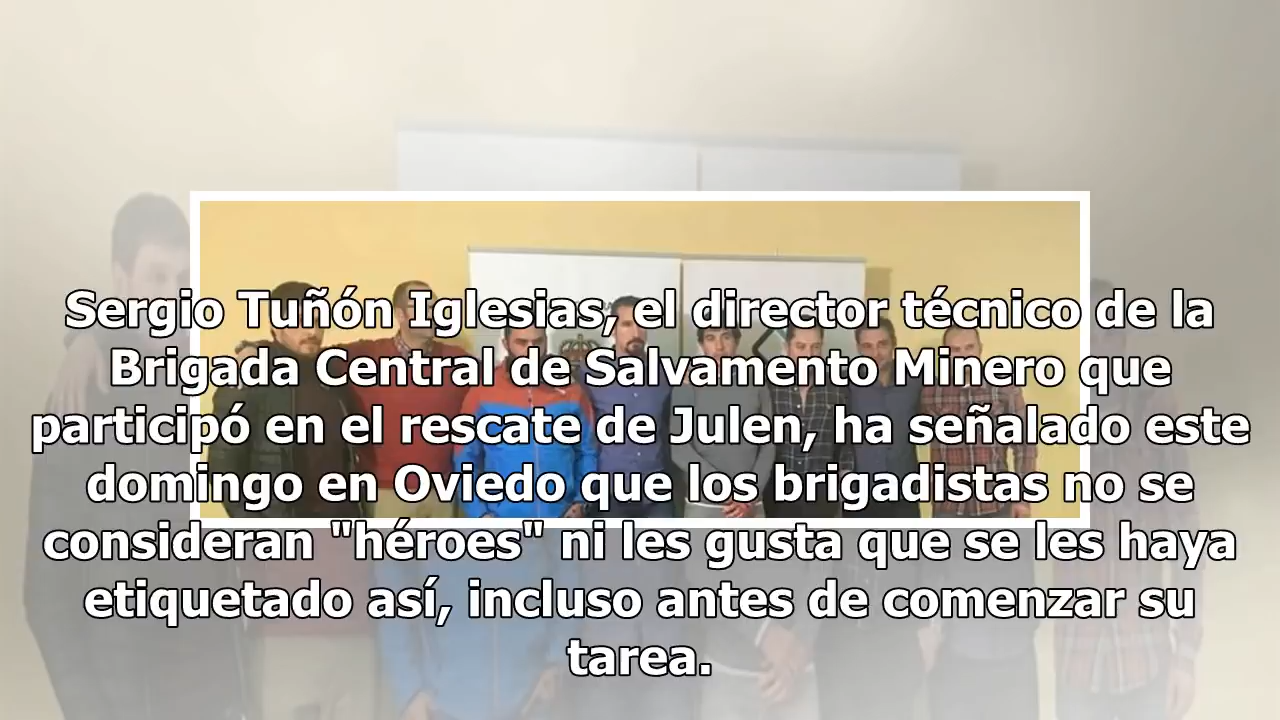 Sergio Tuñón Iglesias, el director técnico de la
Brigada Central de Salvamento Minero que
participó en el rescate de Julen, ha señalado este
domingo en Oviedo que los brigadistas no se
consideran "héroes" ni les gusta que se les haya
etiquetado así, incluso antes de comenzar su
tarea.